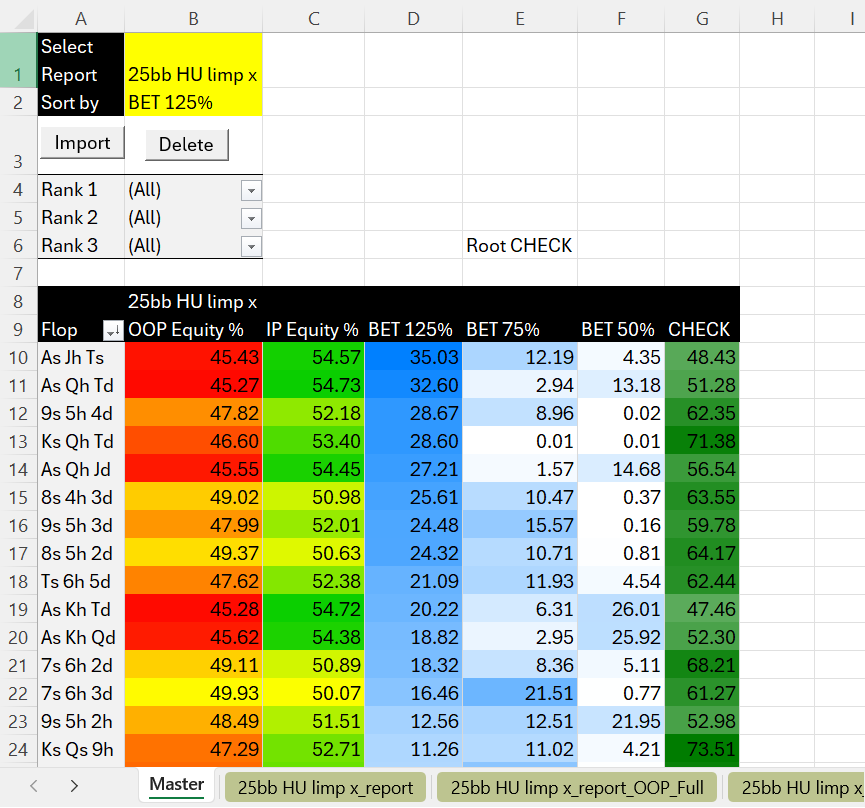 A B C D E F G H I
1 Select Report 25bb HU limp x
2 Sort by BET 125%
3 Import Delete
4 Rank 1 (All)
5 Rank 2 (All)
6 Rank 3 (All) Root CHECK
7
8 25bb HU limp x
9 Flop OOP Equity % IP Equity % BET 125% BET 75% BET 50% CHECK
10 As Jh Ts 45.43 54.57 35.03 12.19 4.35 48.43
11 As Qh Td 45.27 54.73 32.60 2.94 13.18 51.28
12 9s 5h 4d 47.82 52.18 28.67 8.96 0.02 62.35
13 Ks Qh Td 46.60 53.40 28.60 0.01 0.01 71.38
14 As Qh Jd 45.55 54.45 27.21 1.57 14.68 56.54
15 8s 4h 3d 49.02 50.98 25.61 10.47 0.37 63.55
16 9s 5h 3d 47.99 52.01 24.48 15.57 0.16 59.78
17 8s 5h 2d 49.37 50.63 24.32 10.71 0.81 64.17
18 Ts 6h 5d 47.62 52.38 21.09 11.93 4.54 62.44
19 As Kh Td 45.28 54.72 20.22 6.31 26.01 47.46
20 As Kh Qd 45.62 54.38 18.82 2.95 25.92 52.30
21 7s 6h 2d 49.11 50.89 18.32 8.36 5.11 68.21
22 7s 6h 3d 49.93 50.07 16.46 21.51 0.77 61.27
23 9s 5h 2h 48.49 51.51 12.56 12.51 21.95 52.98
24 Ks Qs 9h 47.29 52.71 11.26 11.02 4.21 73.51
Master 25bb HU limp x_report 25bb HU limp x_report_OOP_Full 25bb HU limp x